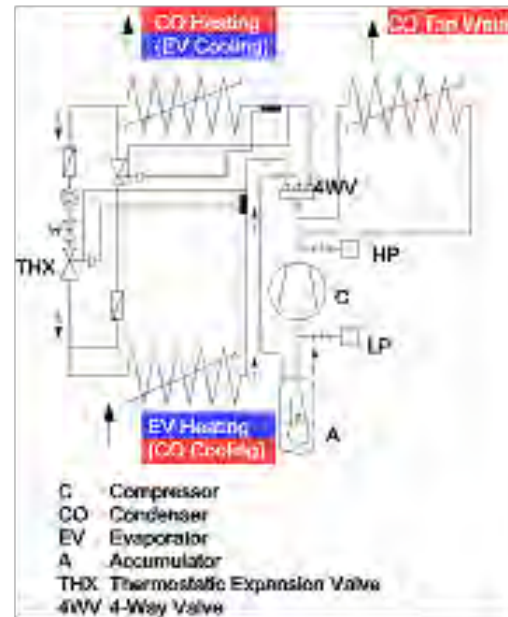 CO Heating
(EV Cooling)
CO Tap Water
4WV
HP
THX
C
LP
EV Heating
(CO Cooling)
A
C Compressor
CO Condenser
EV Evaporator
A Accumulator
THX Thermostatic Expansion Valve
4WV 4-Way Valve